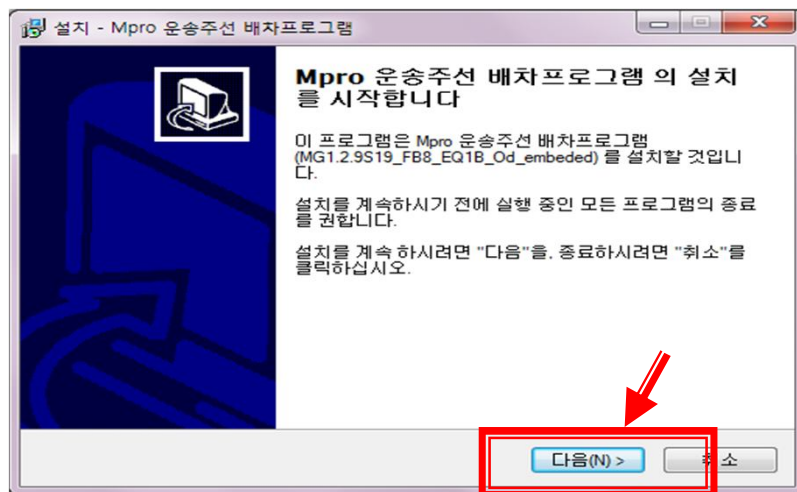 설치 - Mpro 운송주선 배차프로그램
Mpro 운송주선 배차프로그램 의 설치
를 시작합니다
이 프로그램은 Mpro 운송주선 배차프로그램
(MG1.2.9S19_FB8_EQ1B_Od_embeded) 를 설치할 것입니
다.
설치를 계속하시기 전에 실행 중인 모든 프로그램의 종료
를 권합니다.
설치를 계속 하시려면 "다음"을, 종료하시려면 "취소"를
클릭하십시오.
다음(N) >
취소